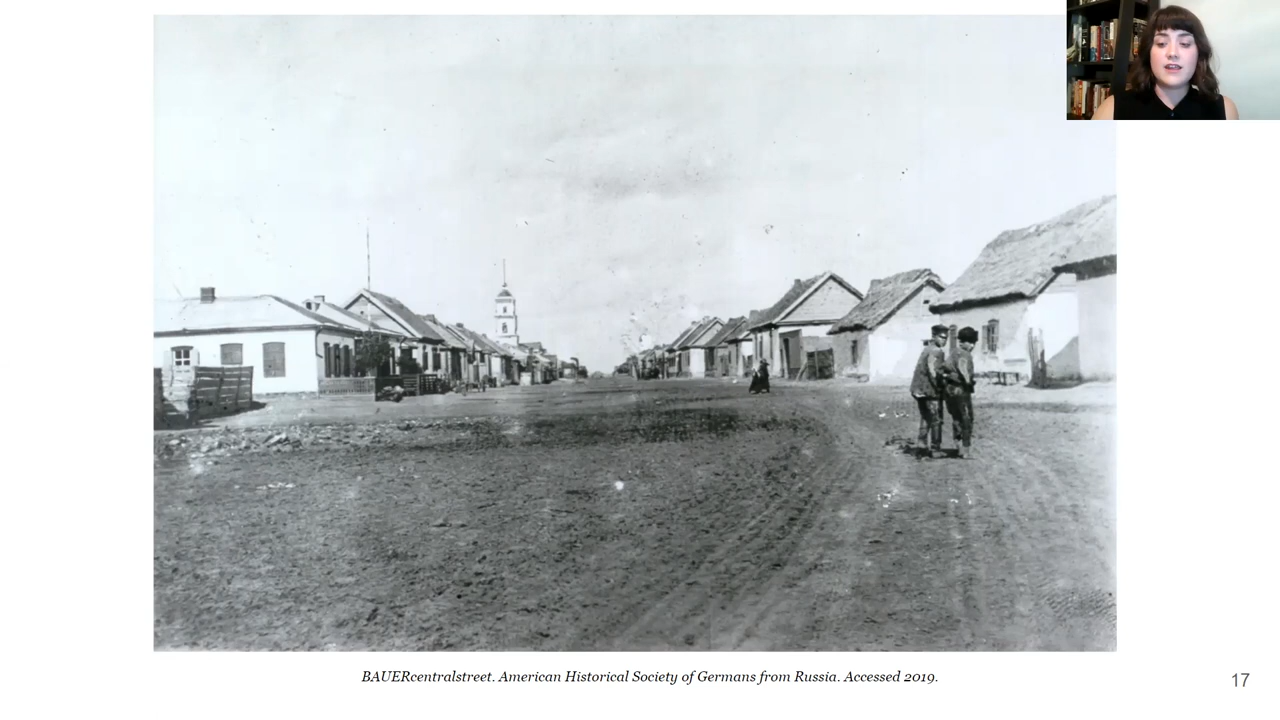 BAUERcentralstreet. American Historical Society of Germans from Russia. Accessed 2019.
17